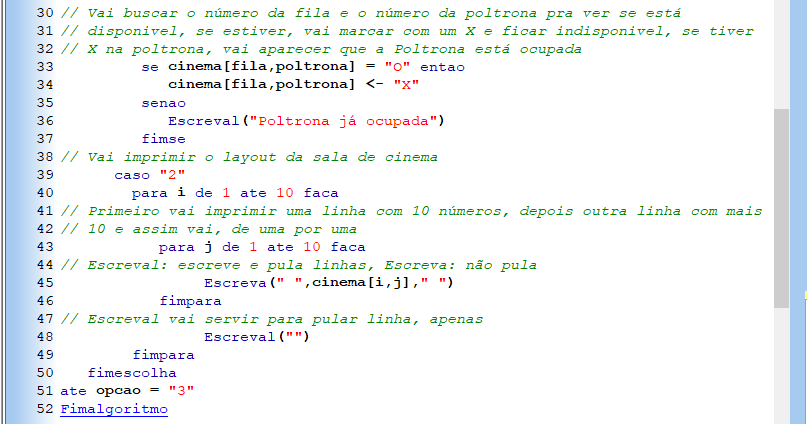 30 // Vai buscar o número da fila e o número da poltrona pra ver se está
31 // disponivel, se estiver, vai marcar com um X e ficar indisponivel, se tiver
32 // X na poltrona, vai aparecer que a Poltrona está ocupada
33 se cinema[fila,poltrona] = "O" entao
34 cinema[fila,poltrona] <- "X"
35 senao
36 Escreval("Poltrona já ocupada")
37 fimse
38 // Vai imprimir o layout da sala de cinema
39 caso "2"
40 para i de 1 ate 10 faca
41 // Primeiro vai imprimir uma linha com 10 números, depois outra linha com mais
42 // 10 e assim vai, de uma por uma
43 para j de 1 ate 10 faca
44 // Escreval: escreve e pula linhas, Escreva: não pula
45 Escreva(" ",cinema[i,j]," ")
46 fimpara
47 // Escreval vai servir para pular linha, apenas
48 Escreval("")
49 fimpara
50 fimescolha
51 ate opcao = "3"
52 Fimalgoritmo